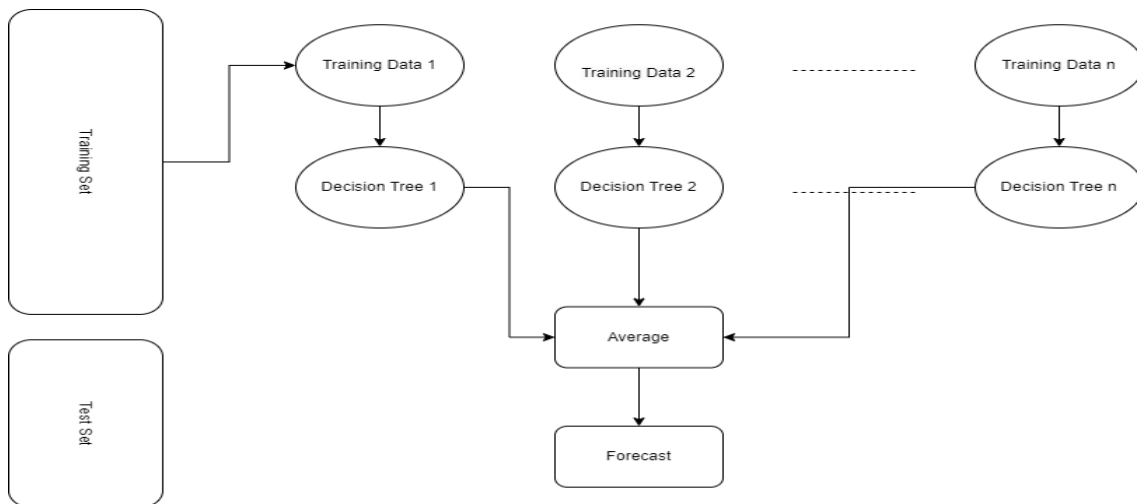 Training Set
Training Data 1
Training Data 2
Training Data n
Decision Tree 1
Decision Tree 2
Decision Tree n
Average
Test Set
Forecast